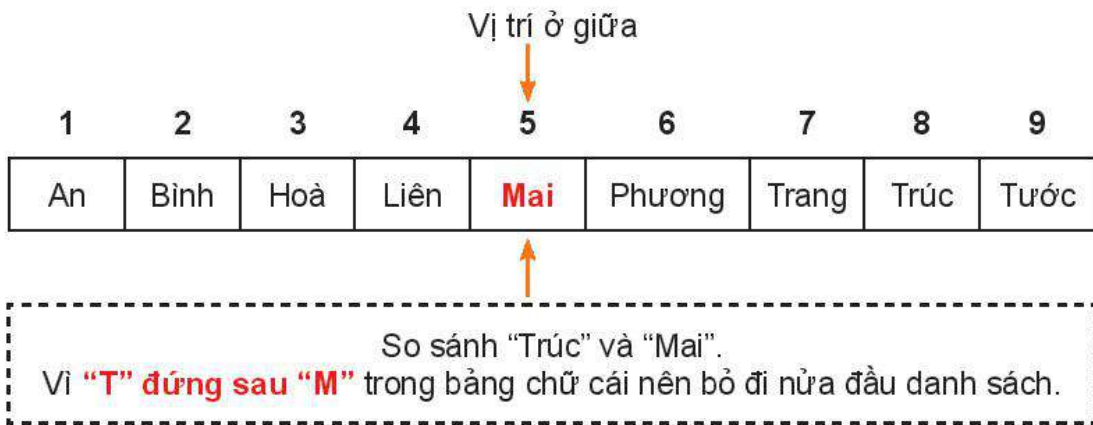 Vị trí ở giữa
1 2 3 4 5 6 7 8 9
An Bình Hoà Liên Mai Phương Trang Trúc Tước
So sánh “Trúc” và “Mai”.
Vì “T” đứng sau “M” trong bảng chữ cái nên bỏ đi nửa đầu danh sách.